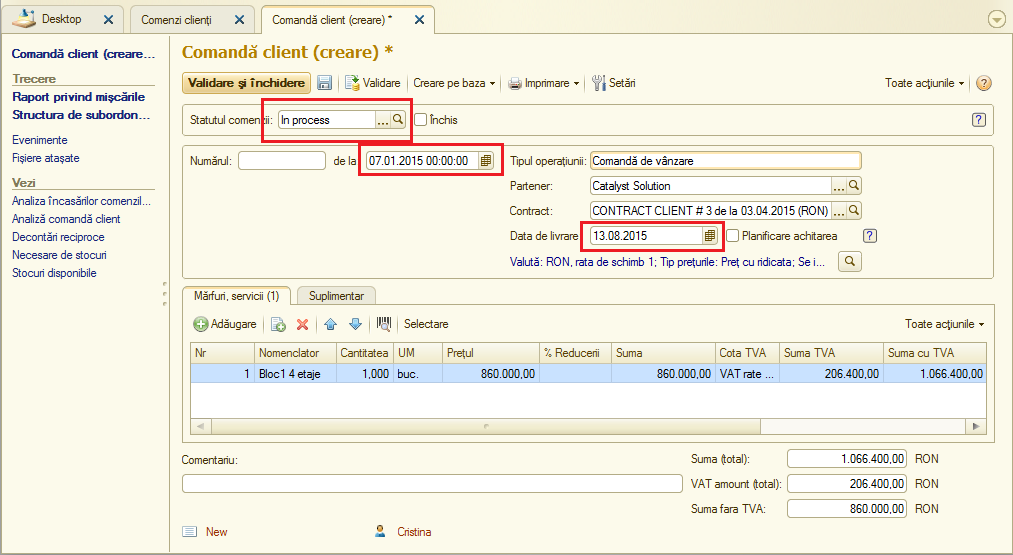 Desktop
Comenzi clienți
Comandă client (creare) *
Comandă client (creare...
Comandă client (creare) *
Trecere
Raport privind mișcările
Structura de subordon...
Evenimente
Fișiere atașate
Vezi
Analiza încasărilor comenzil...
Analiză comandă client
Decontări reciproce
Necesare de stocuri
Stocuri disponibile
Validare și închidere Validare Creare pe baza Imprimare Setări Toate acțiunile ?
Statutul comenzii: In process ... Închis ?
Numărul: de la 07.01.2015 00:00:00 Tipul operațiunii: Comandă de vânzare
Partener: Catalyst Solution ...
Contract: CONTRACT CLIENT # 3 de la 03.04.2015 (RON) ...
Data de livrare 13.08.2015 Planificare achitarea ?
Valută: RON, rata de schimb 1; Tip prețurile: Preț cu ridicata; Se i...
Mărfuri, servicii (1) Suplimentar
Adăugare Selectare Toate acțiunile
Nr Nomenclator Cantitatea UM Prețul % Reducerii Suma Cota TVA Suma TVA Suma cu TVA
1 Bloc1 4 etaje 1,000 buc. 860.000,00 860.000,00 VAT rate ... 206.400,00 1.066.400,00
Comentariu:
Suma (total): 1.066.400,00 RON
VAT amount (total): 206.400,00 RON
Suma fara TVA: 860.000,00 RON
New Cristina